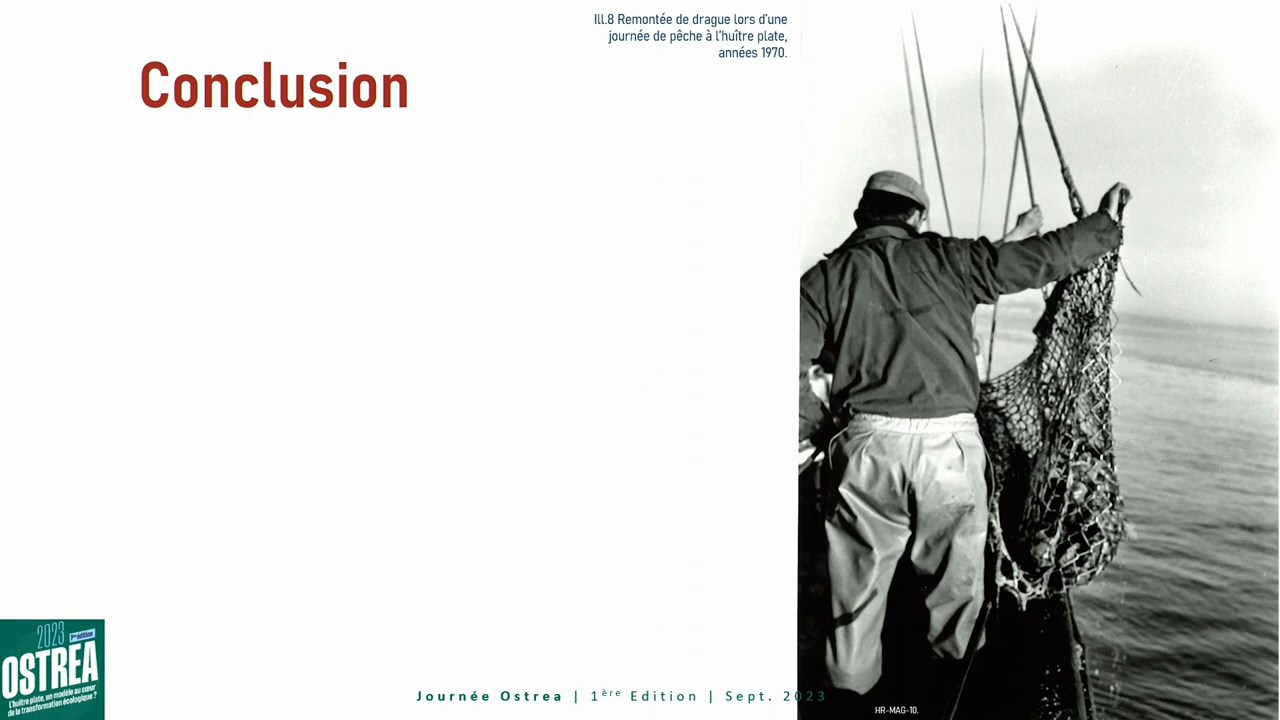 Ill.8 Remontée de drague lors d'une
journée de pêche à l'huître plate,
années 1970.
Conclusion
2023
1ère édition
OSTREA
L'huître plate, un modèle au cœur
de la transformation écologique ?
Journée Ostrea | 1ère Edition | Sept. 2023
HR-MAG-10.